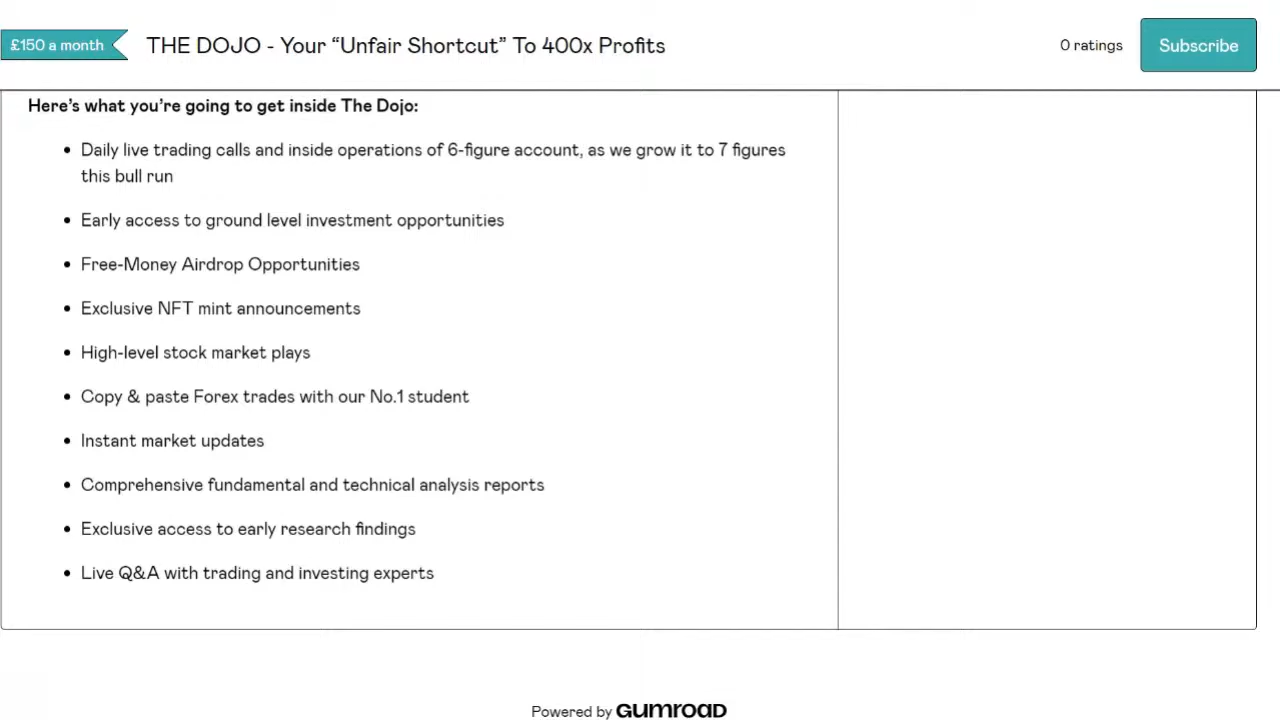 £150 a month
THE DOJO - Your “Unfair Shortcut” To 400x Profits
0 ratings
Subscribe
Here’s what you’re going to get inside The Dojo:
• Daily live trading calls and inside operations of 6-figure account, as we grow it to 7 figures
this bull run
• Early access to ground level investment opportunities
• Free-Money Airdrop Opportunities
• Exclusive NFT mint announcements
• High-level stock market plays
• Copy & paste Forex trades with our No.1 student
• Instant market updates
• Comprehensive fundamental and technical analysis reports
• Exclusive access to early research findings
• Live Q&A with trading and investing experts
Powered by GUMROAD